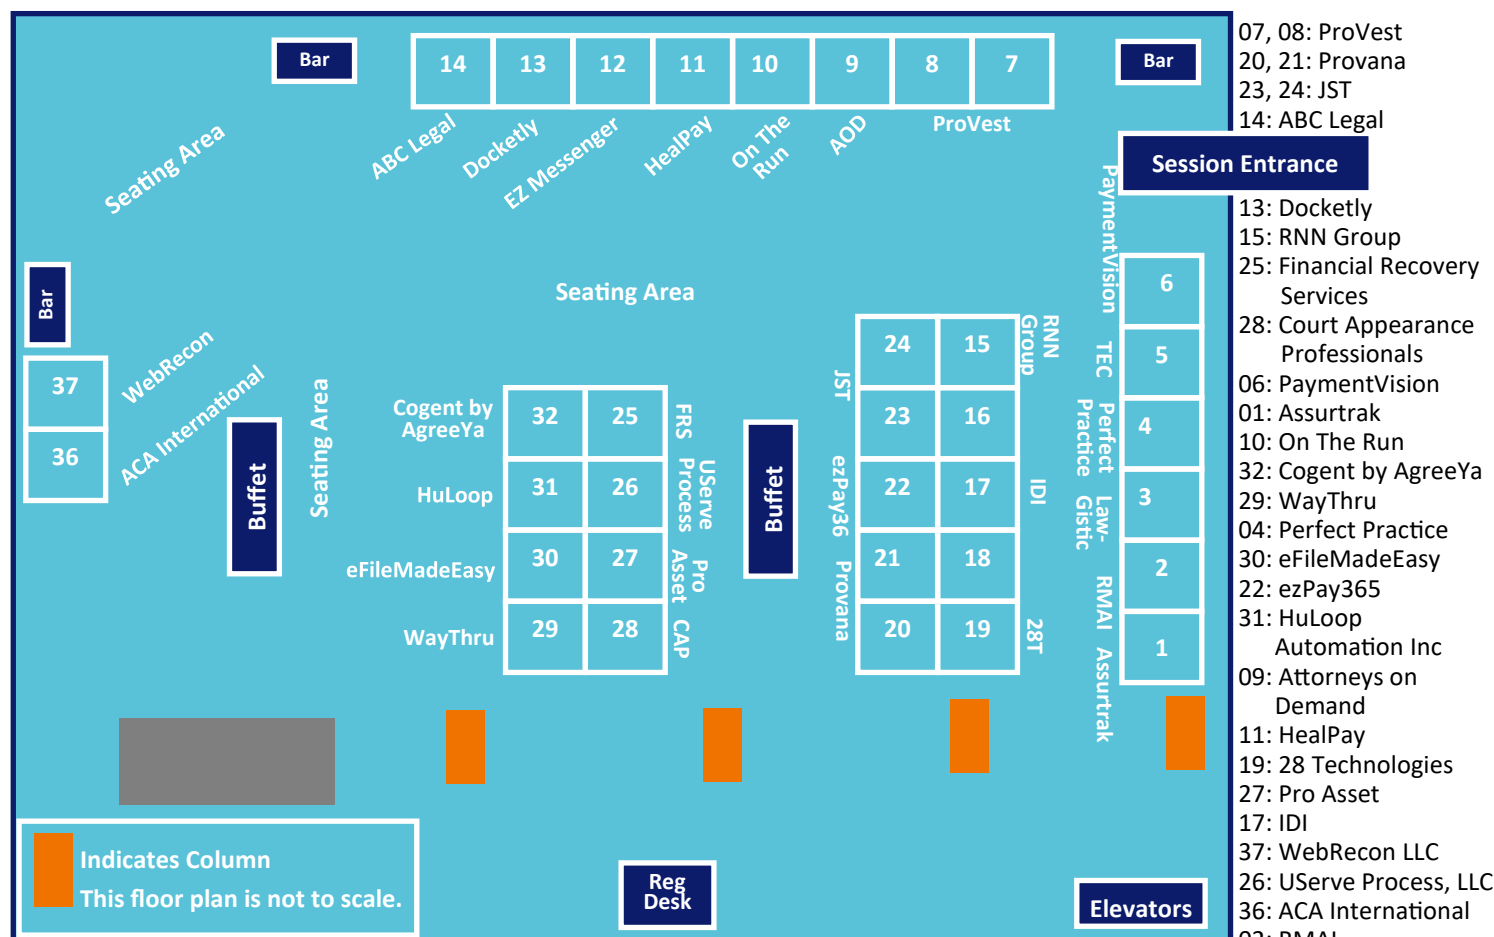 Bar
14
13
12
11
10
9
8
7
Bar
ABC Legal
Docketly
EZ Messenger
HealPay
On The
Run
AOD
ProVest
Session Entrance
Seating Area
Seating Area
Seating Area
Bar
37
WebRecon
36
ACA International
Buffet
Cogent by
AgreeYa
32
25
FRS
HuLoop
31
26
UServe
Process
eFileMadeEasy
30
27
Pro
Asset
WayThru
29
28
CAP
Buffet
JST
24
15
RNN
Group
23
16
ezPay36
22
17
IDI
Provana
21
18
20
19
28T
PaymentVision
6
TEC
5
Perfect
Practice
4
Law-
Gistic
3
RMAI
2
Assurtrak
1
Indicates Column
This floor plan is not to scale.
Reg
Desk
Elevators
07, 08: ProVest
20, 21: Provana
23, 24: JST
14: ABC Legal
13: Docketly
15: RNN Group
25: Financial Recovery
Services
28: Court Appearance
Professionals
06: PaymentVision
01: Assurtrak
10: On The Run
32: Cogent by AgreeYa
29: WayThru
04: Perfect Practice
30: eFileMadeEasy
22: ezPay365
31: HuLoop
Automation Inc
09: Attorneys on
Demand
11: HealPay
19: 28 Technologies
27: Pro Asset
17: IDI
37: WebRecon LLC
26: UServe Process, LLC
36: ACA International